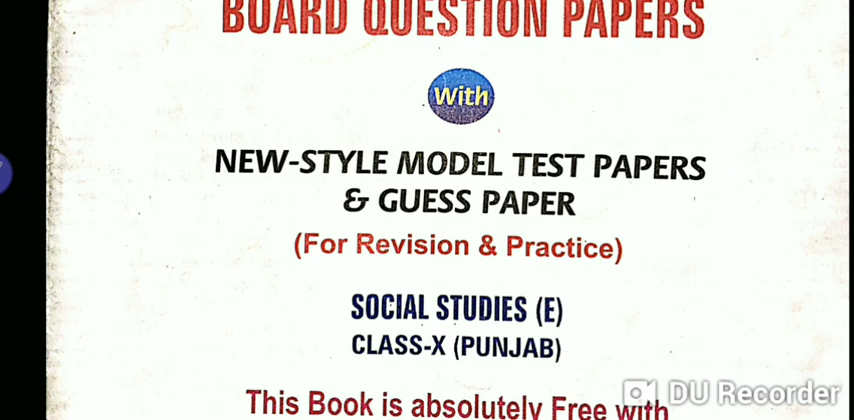 BOARD QUESTION PAPERS
With
NEW-STYLE MODEL TEST PAPERS
& GUESS PAPER
(For Revision & Practice)
SOCIAL STUDIES (E)
CLASS-X (PUNJAB)
This Book is absolutely Free with
DU Recorder